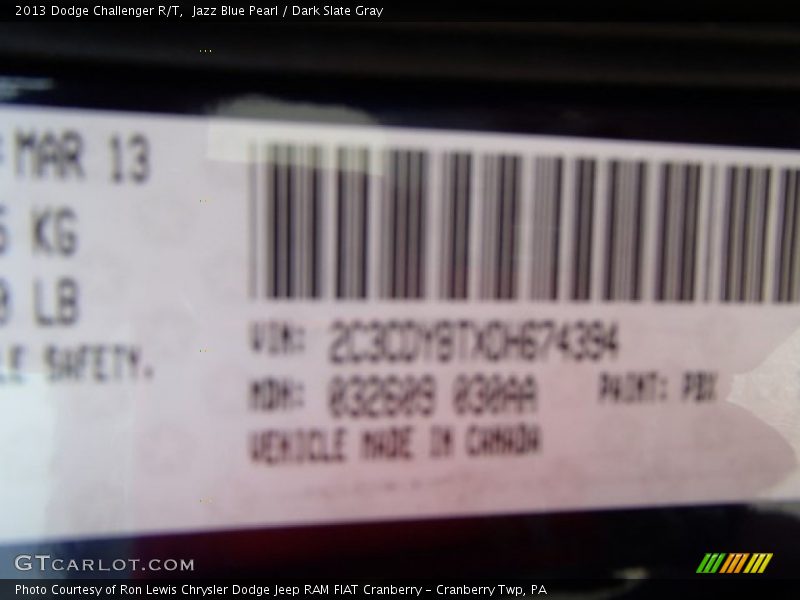 2013 Dodge Challenger R/T,  Jazz Blue Pearl / Dark Slate Gray
MAR 13
KG
LB
SAFETY.
VIN: 2C3CDYBTXDH674394
MDH: 032609 030AA PAINT: PBX
VEHICLE MADE IN CANADA
GTCARLOT.COM
Photo Courtesy of Ron Lewis Chrysler Dodge Jeep RAM FIAT Cranberry - Cranberry Twp, PA